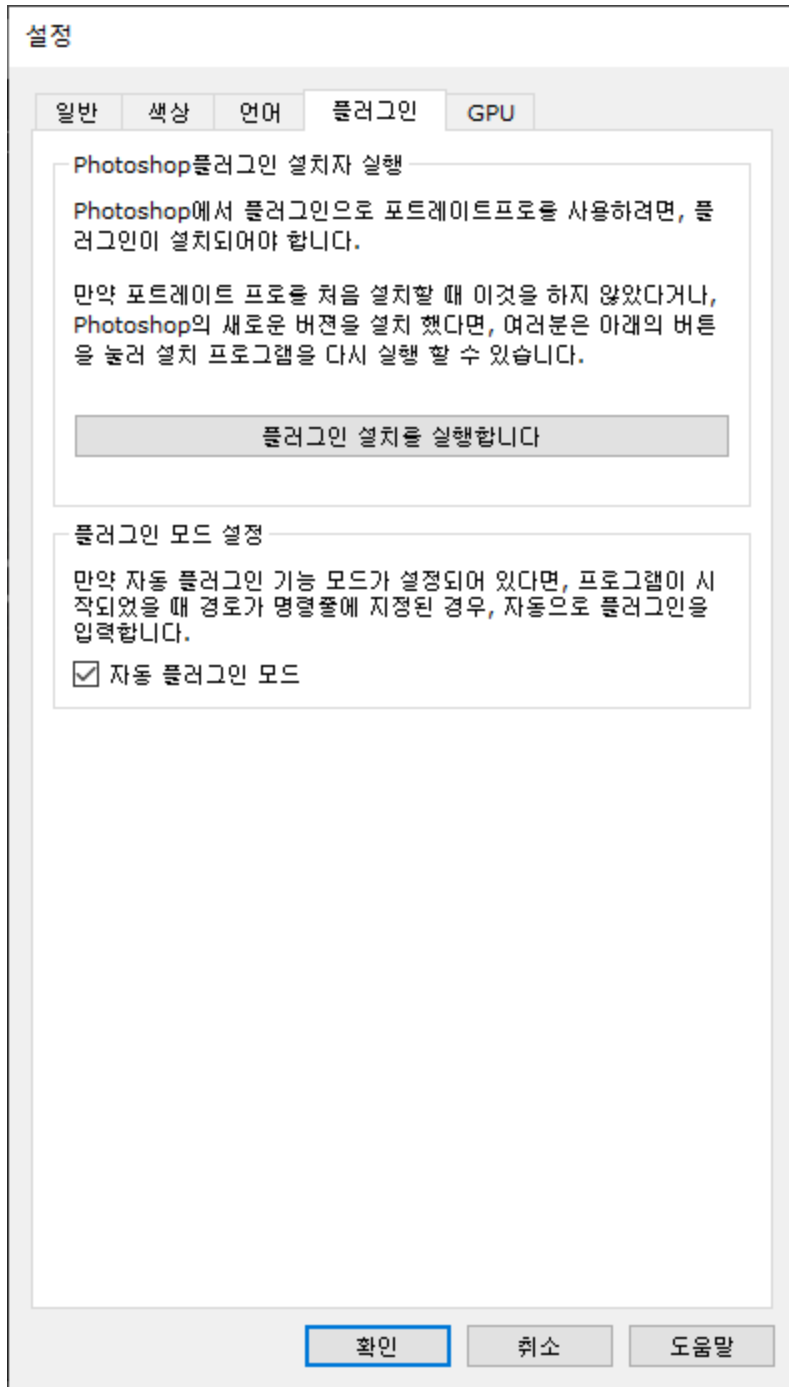 설정
일반 색상 언어 플러그인 GPU
Photoshop플러그인 설치자 실행
Photoshop에서 플러그인으로 포트레이트프로를 사용하려면, 플
러그인이 설치되어야 합니다.
만약 포트레이트 프로를 처음 설치할 때 이것을 하지 않았다거나,
Photoshop의 새로운 버젼을 설치 했다면, 여러분은 아래의 버튼
을 눌러 설치 프로그램을 다시 실행 할 수 있습니다.
플러그인 설치를 실행합니다
플러그인 모드 설정
만약 자동 플러그인 기능 모드가 설정되어 있다면, 프로그램이 시
작되었을 때 경로가 명령줄에 지정된 경우, 자동으로 플러그인을
입력합니다.
자동 플러그인 모드
확인 취소 도움말